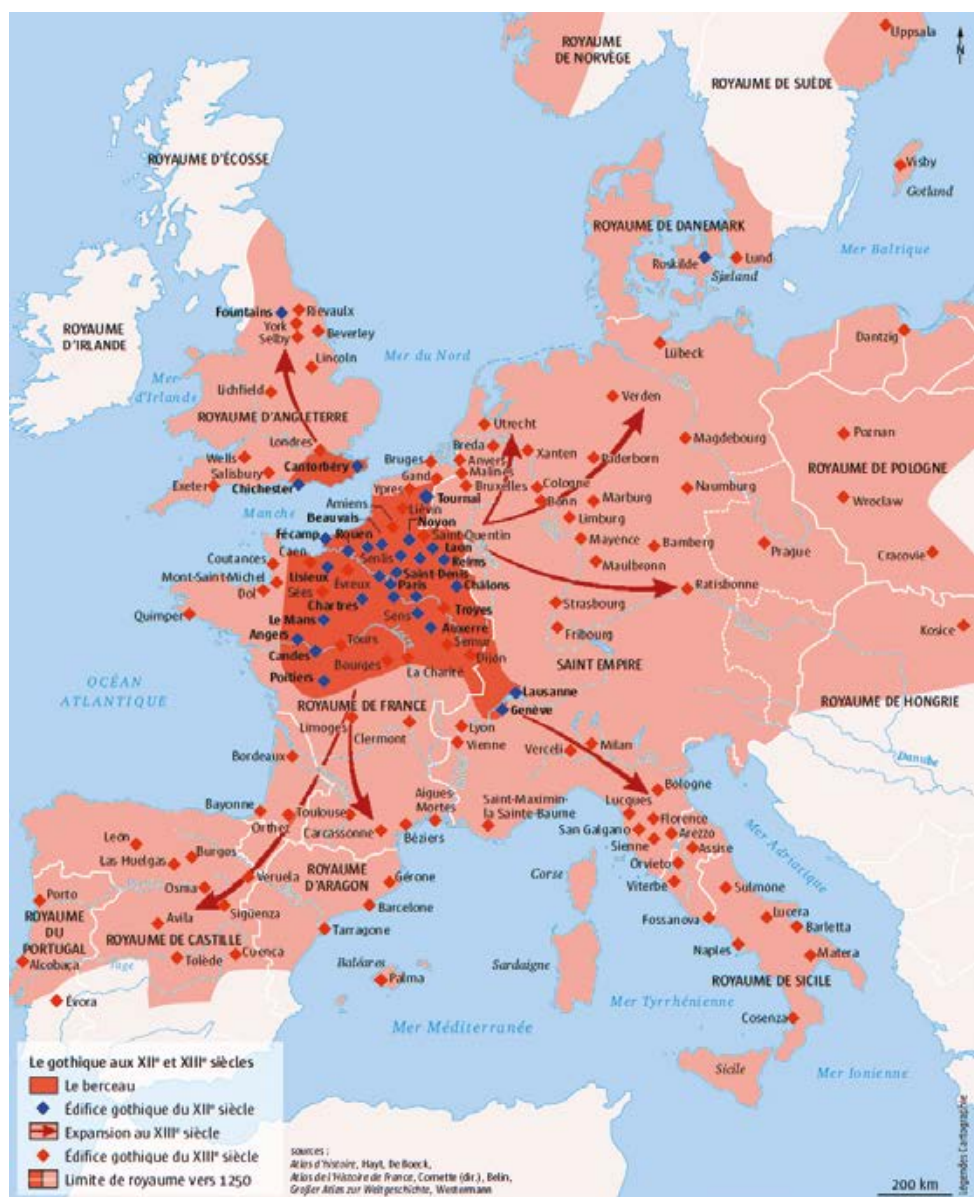 ROYAUME
DE NORVÈGE
Uppsala
N
ROYAUME DE SUÈDE
ROYAUME D'ÉCOSSE
Visby
Gotland
ROYAUME DE DANEMARK
Mer Baltique
Roskilde
Lund
Sjæland
ROYAUME
D'IRLANDE
Fountains
Rievaulx
York
Selby
Beverley
Mer du Nord
Lincoln
Mer
d'Irlande
Lichfield
ROYAUME D'ANGLETERRE
Dantzig
Lübeck
Verden
Utrecht
Londres
Wells
Salisbury
Cantorbéry
Exeter
Chichester
Bruges
Breda
Anvers
Xanten
Gand
Malines
Paderborn
Magdebourg
Poznan
ROYAUME DE POLOGNE
Ypres
Bruxelles
Cologne
Naumburg
Tournai
Bonn
Marburg
Wroclaw
Manche
Amiens
Liévin
Limburg
Beauvais
Noyon
Fécamp
Rouen
Saint-Quentin
Mayence
Bamberg
Prague
Cracovie
Coutances
Caen
Senlis
Laon
Reims
Maulbronn
Mont-Saint-Michel
Lisieux
Évreux
Saint-Denis
Dol
Sées
Paris
Châlons
Ratisbonne
Quimper
Chartres
Strasbourg
Le Mans
Sens
Troyes
Kosice
Angers
Auxerre
Fribourg
Tours
Semur
Candes
Bourges
La Charité
Dijon
SAINT EMPIRE
OCÉAN
ATLANTIQUE
Poitiers
Lausanne
ROYAUME DE HONGRIE
ROYAUME DE FRANCE
Genève
Limoges
Clermont
Lyon
Vienne
Verceil
Milan
Danube
Bordeaux
Bologne
Bayonne
Toulouse
Aigues-
Mortes
Saint-Maximin-
la Sainte-Baume
Lucques
Florence
Orthez
Carcassonne
Béziers
San Galgano
Arezzo
Leon
Sienne
Assise
Mer Adriatique
Burgos
Las Huelgas
ROYAUME
D'ARAGON
Orvieto
Corse
Viterbe
Osma
Veruela
Gérone
Sulmone
Porto
Avila
Sigüenza
Barcelone
Fossanova
Lucera
ROYAUME
DU
PORTUGAL
ROYAUME DE CASTILLE
Tarragone
Barletta
Naples
Alcobaça
Tage
Tolède
Cuenca
Baléares
Sardaigne
Matera
Palma
ROYAUME DE SICILE
Évora
Mer Tyrrhénienne
Mer Méditerranée
Cosenza
Sicile
Mer Ionienne
Le gothique aux XIIe et XIIIe siècles
Le berceau
Édifice gothique du XIIe siècle
Expansion au XIIIe siècle
Édifice gothique du XIIIe siècle
Limite de royaume vers 1250
sources :
Atlas d'histoire, Hayt, De Boeck,
Atlas de l'Histoire de France, Cornette (dir.), Belin,
Großer Atlas zur Weltgeschichte, Westermann
200 km
Légendes Cartographie